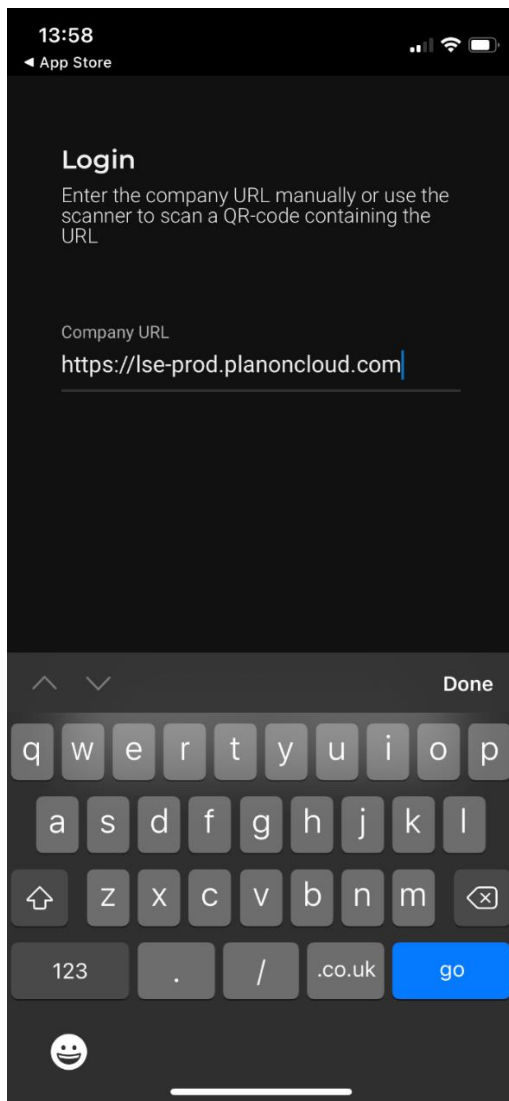 13:58
◀ App Store
Login
Enter the company URL manually or use the
scanner to scan a QR-code containing the
URL
Company URL
https://lse-prod.planoncloud.com
Done
q w e r t y u i o p
a s d f g h j k l
z x c v b n m
123 . / .co.uk go